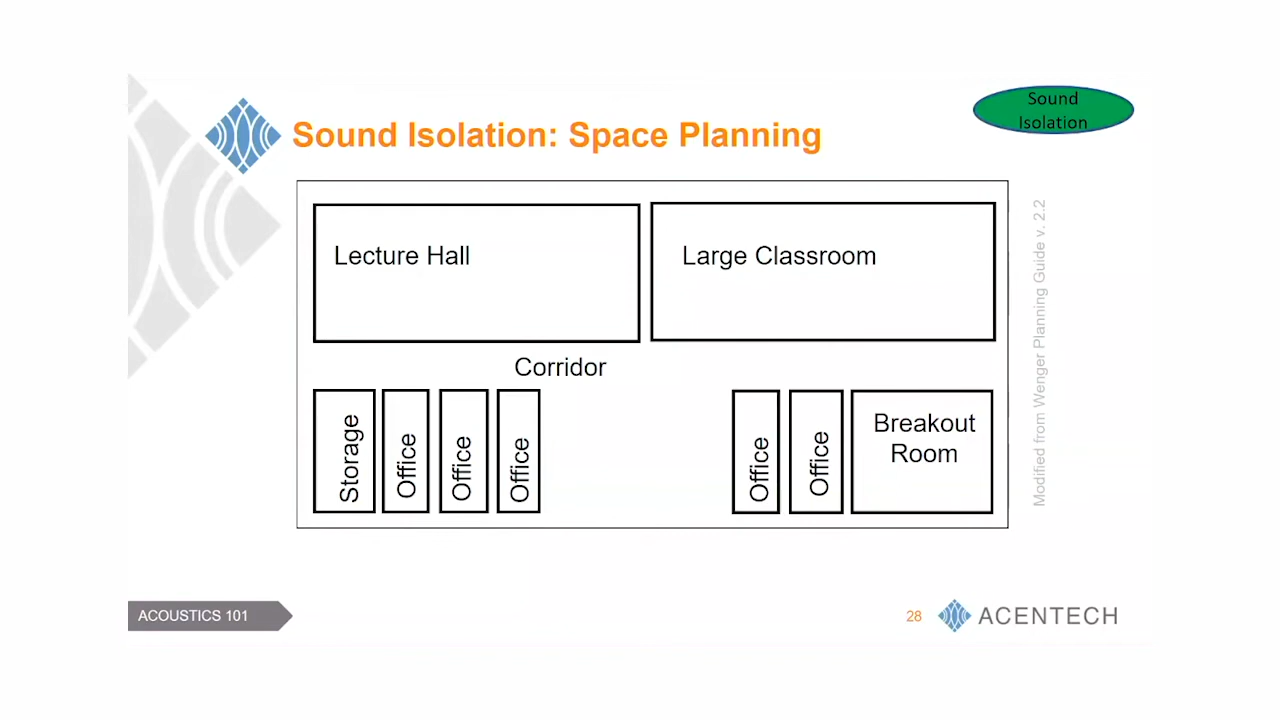 Sound
Isolation
Sound Isolation: Space Planning
Lecture Hall
Large Classroom
Corridor
Storage
Office
Office
Office
Office
Office
Breakout
Room
Modified from Wenger Planning Guide v. 2.2
ACOUSTICS 101
28
ACENTECH